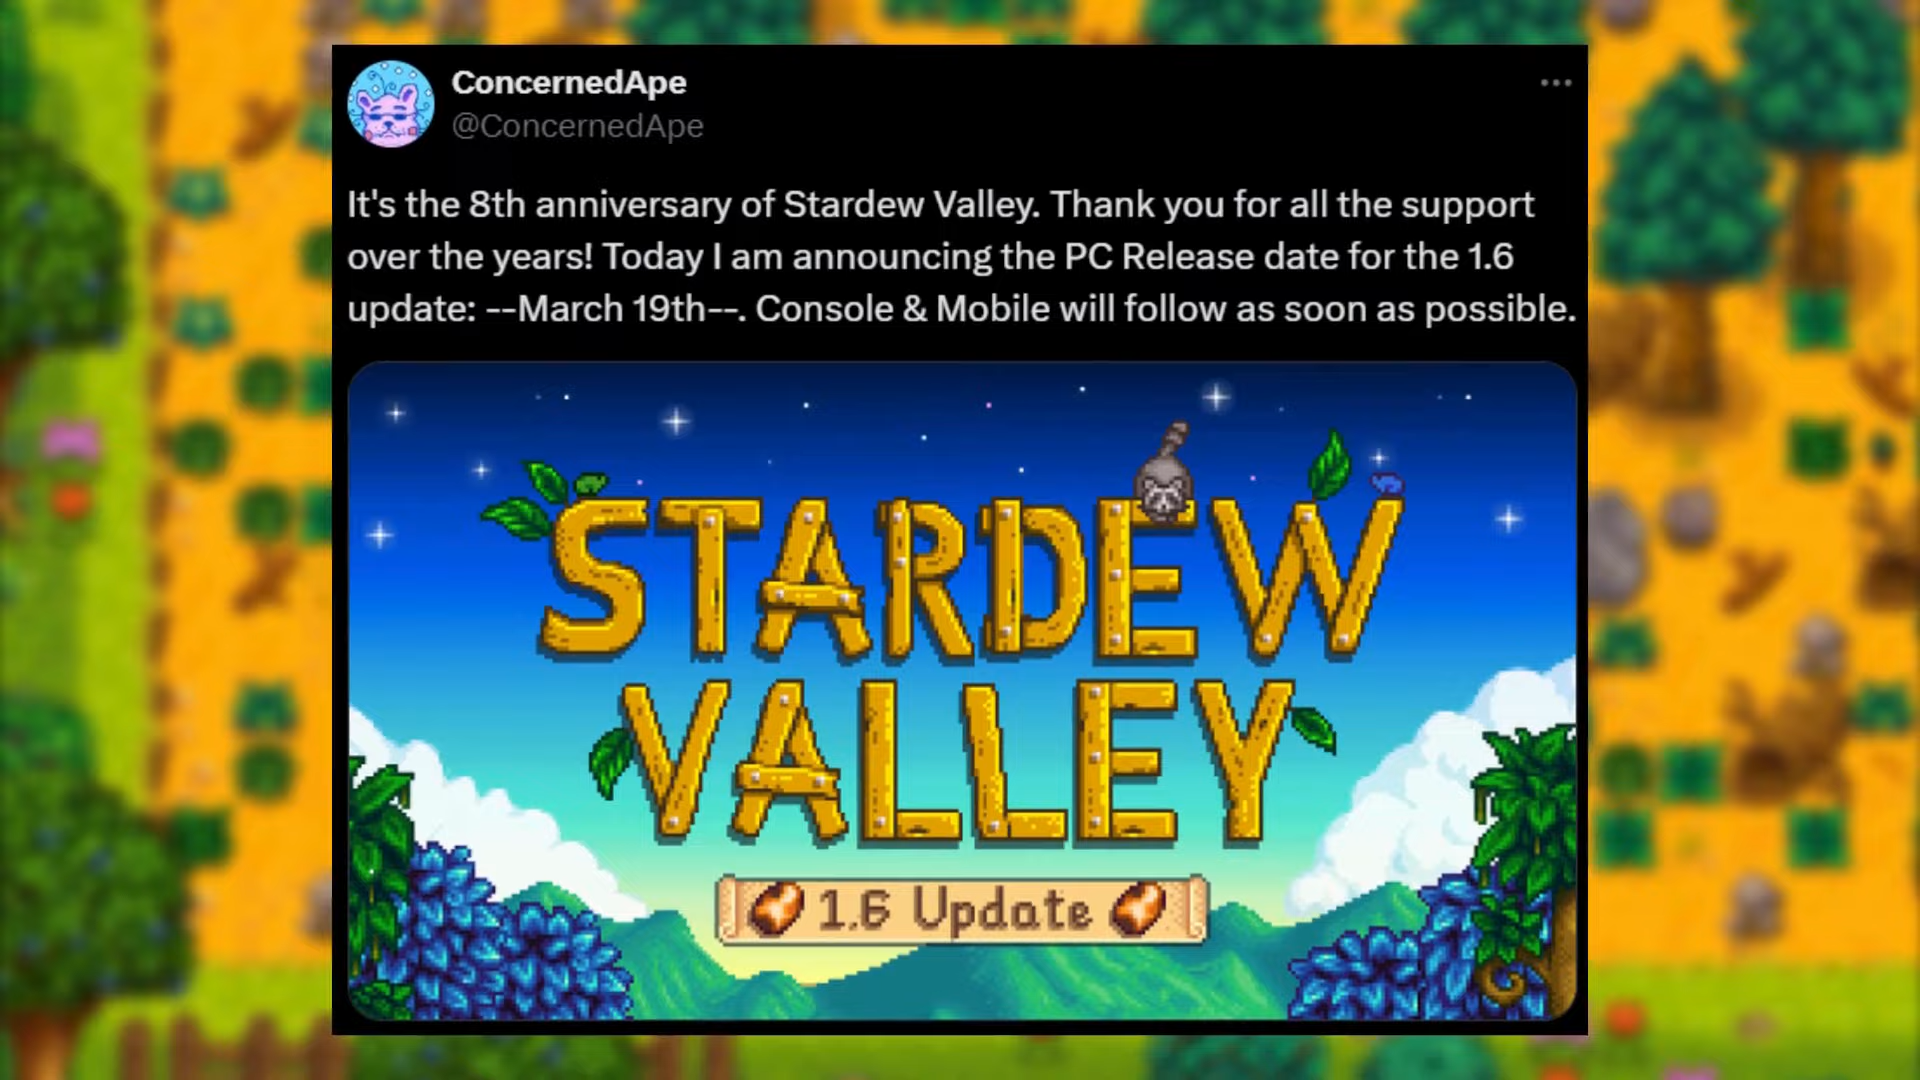 ConcernedApe
@ConcernedApe
It's the 8th anniversary of Stardew Valley. Thank you for all the support
over the years! Today I am announcing the PC Release date for the 1.6
update: --March 19th--. Console & Mobile will follow as soon as possible.
STARDEW
VALLEY
1.6 Update